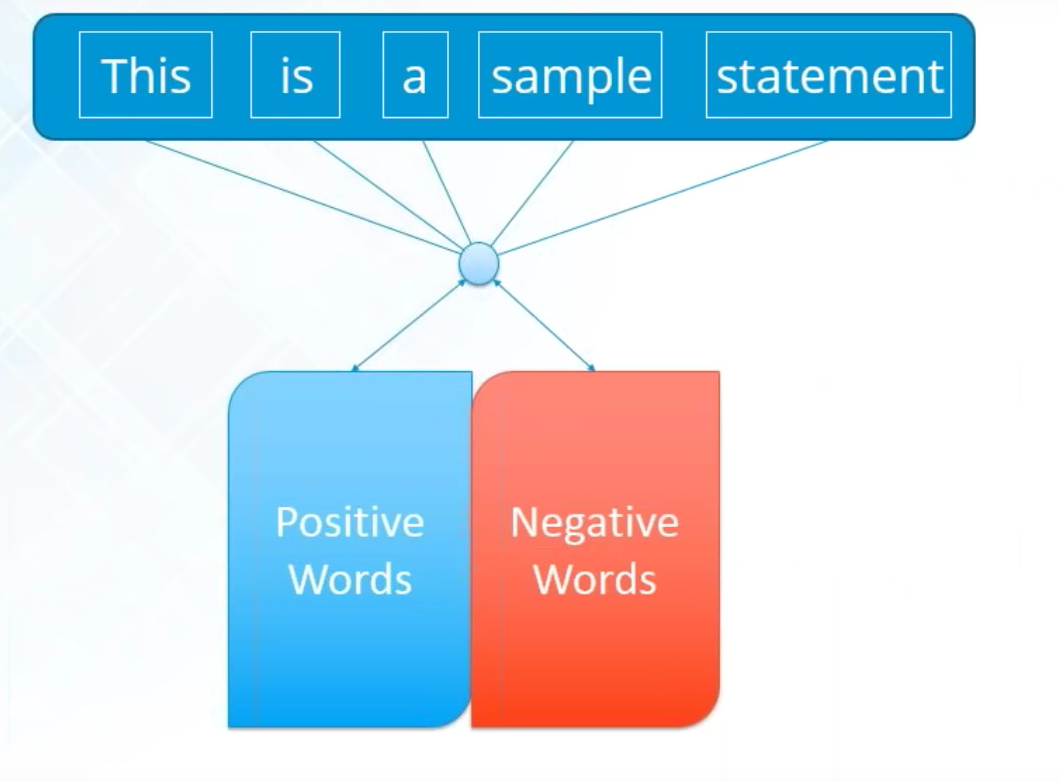 This is a sample statement
Positive
Words
Negative
Words